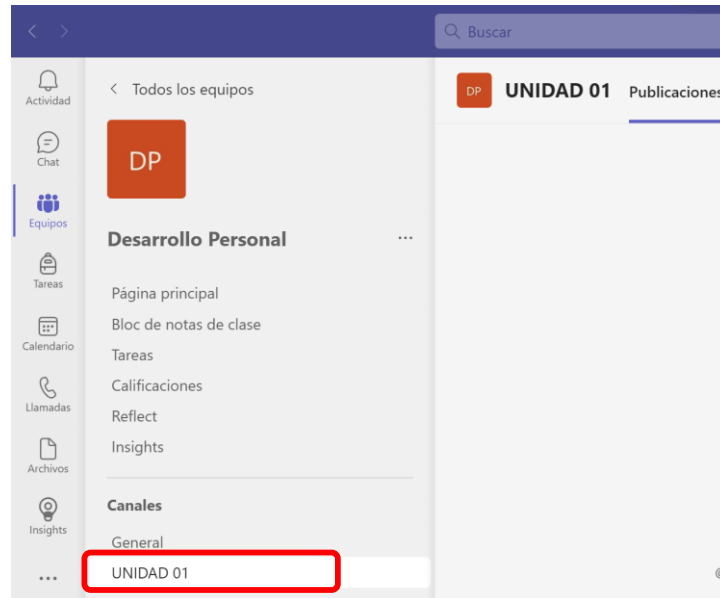 Buscar
Actividad
Chat
Equipos
Tareas
Calendario
Llamadas
Archivos
Insights
Todos los equipos
DP
Desarrollo Personal
Página principal
Bloc de notas de clase
Tareas
Calificaciones
Reflect
Insights
Canales
General
UNIDAD 01
DP UNIDAD 01 Publicaciones